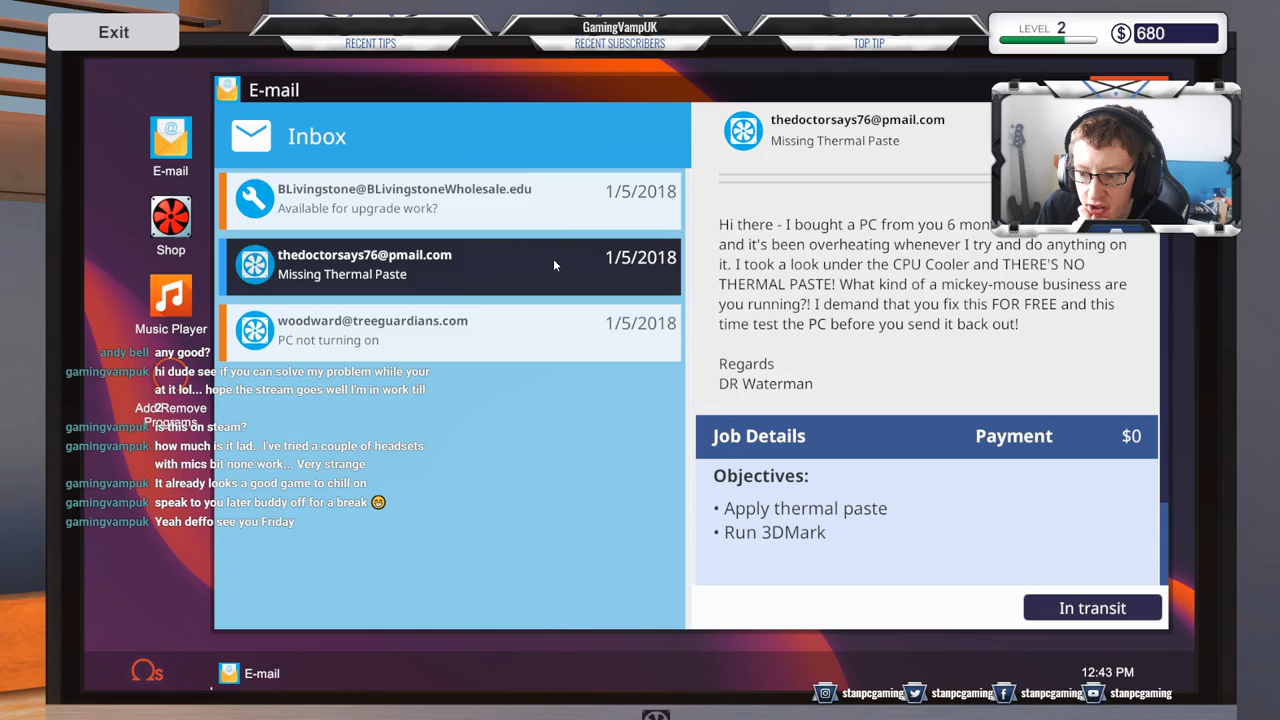 Exit
GamingVampUK
RECENT TIPS
RECENT SUBSCRIBERS
TOP TIP
LEVEL 2
$ 680
E-mail
Inbox
BLivingstone@BLivingstoneWholesale.edu
1/5/2018
Available for upgrade work?
thedoctorsays76@pmail.com
1/5/2018
Missing Thermal Paste
woodward@treeguardians.com
1/5/2018
PC not turning on
thedoctorsays76@pmail.com
Missing Thermal Paste
Hi there - I bought a PC from you 6 mon
and it's been overheating whenever I try and do anything on
it. I took a look under the CPU Cooler and THERE'S NO
THERMAL PASTE! What kind of a mickey-mouse business are
you running?! I demand that you fix this FOR FREE and this
time test the PC before you send it back out!
Regards
DR Waterman
Job Details
Payment
$0
Objectives:
• Apply thermal paste
• Run 3DMark
In transit
E-mail
Shop
Music Player
Add/Remove
Programs
andy bell any good?
gamingvampuk hi dude see if you can solve my problem while your
at it lol... hope the stream goes well I'm in work till
2
gamingvampuk is this on steam?
gamingvampuk how much is it lad.. I've tried a couple of headsets
with mics bit none work... Very strange
gamingvampuk It already looks a good game to chill on
gamingvampuk speak to you later buddy off for a break 😁
gamingvampuk Yeah deffo see you Friday
Ωs
E-mail
12:43 PM
stanpcgaming
stanpcgaming
stanpcgaming
stanpcgaming